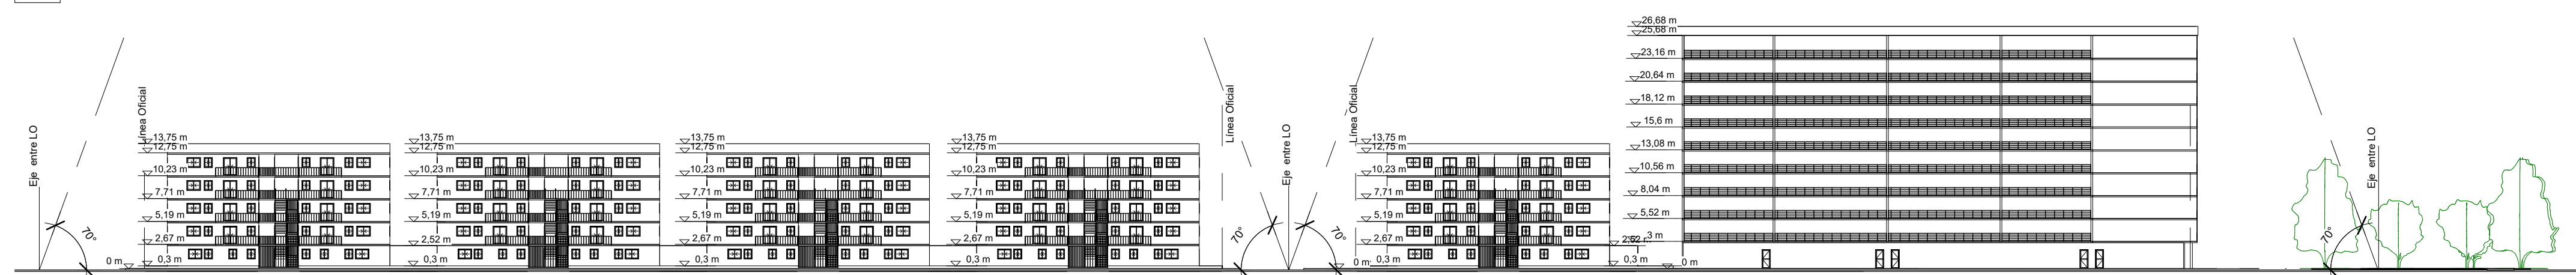 Eje entre LO
70°
0 m
Línea Oficial
13,75 m
12,75 m
10,23 m
7,71 m
5,19 m
2,67 m
0,3 m
13,75 m
12,75 m
10,23 m
7,71 m
5,19 m
2,52 m
0,3 m
13,75 m
12,75 m
10,23 m
7,71 m
5,19 m
2,67 m
0,3 m
13,75 m
12,75 m
10,23 m
7,71 m
5,19 m
2,67 m
0,3 m
Línea Oficial
70°
Eje entre LO
70°
Línea Oficial
0 m
13,75 m
12,75 m
10,23 m
7,71 m
5,19 m
2,67 m
0,3 m
0,3 m
26,68 m
25,68 m
23,16 m
20,64 m
18,12 m
15,6 m
13,08 m
10,56 m
8,04 m
5,52 m
3 m
0 m
70°
Eje entre LO